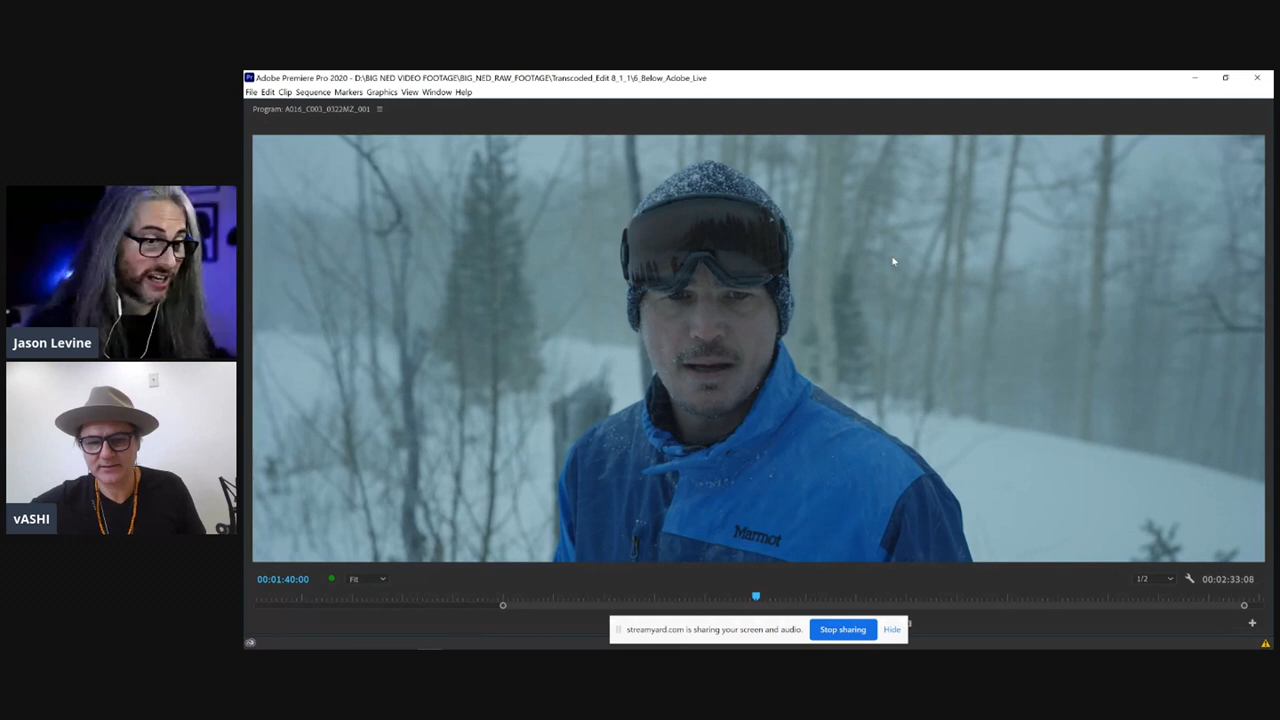 Adobe Premiere Pro 2020 - D:\BIG NED VIDEO FOOTAGE\BIG_NED_RAW_FOOTAGE\Transcoded_Edit 8_1_1\6_Below_Adobe_Live
File Edit Clip Sequence Markers Graphics View Window Help
Program: A016_C003_0322MZ_001
Marmot
Jason Levine
vASHI
00:01:40:00 Fit 1/2 00:02:33:08
streamyard.com is sharing your screen and audio. Stop sharing Hide